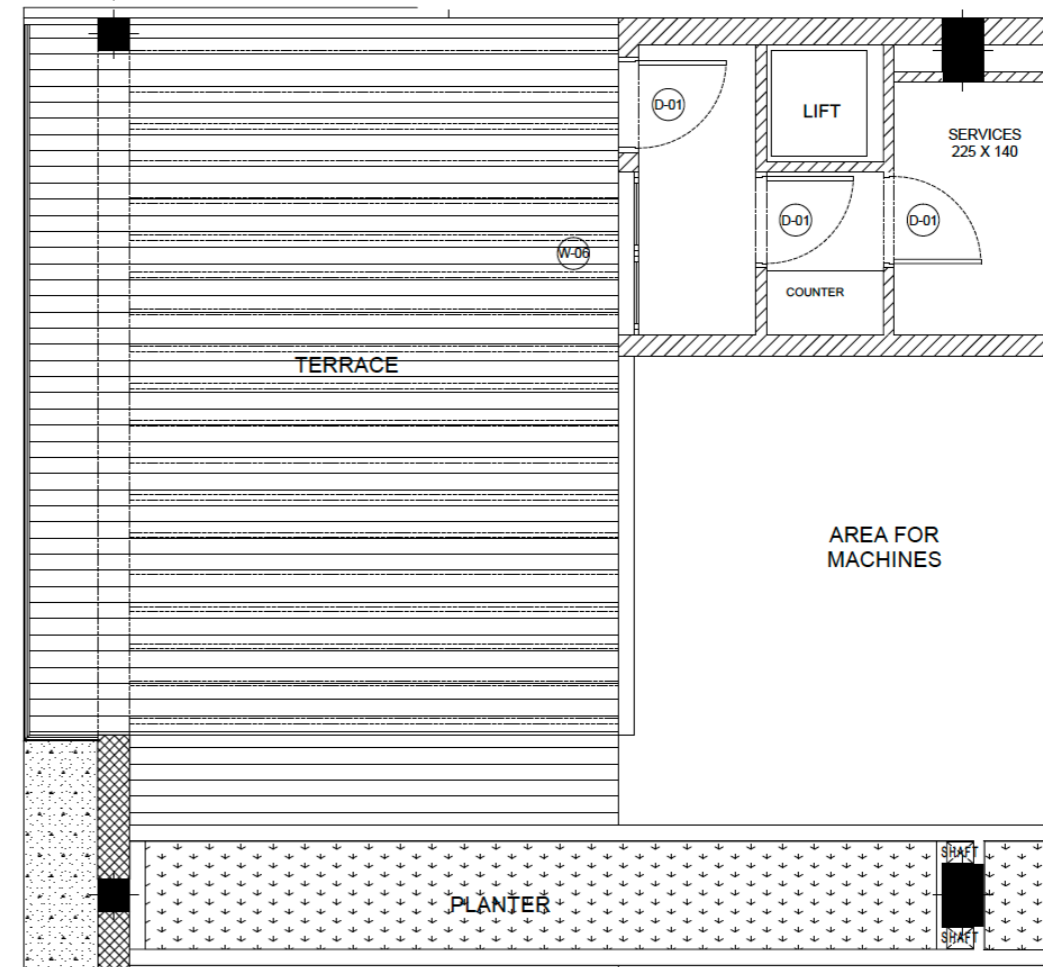 D-01
LIFT
SERVICES
225 X 140
D-01
D-01
W-06
COUNTER
TERRACE
AREA FOR
MACHINES
SHAFT
PLANTER
SHAFT